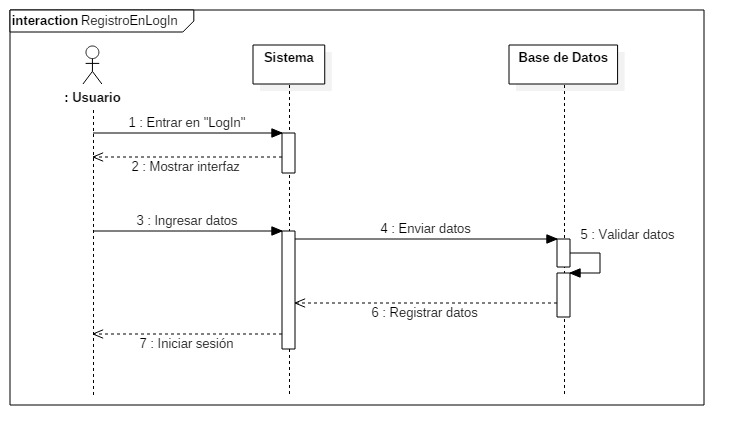 interaction RegistroEnLogIn
Sistema
Base de Datos
: Usuario
1 : Entrar en "LogIn"
2 : Mostrar interfaz
3 : Ingresar datos
4 : Enviar datos
5 : Validar datos
6 : Registrar datos
7 : Iniciar sesión